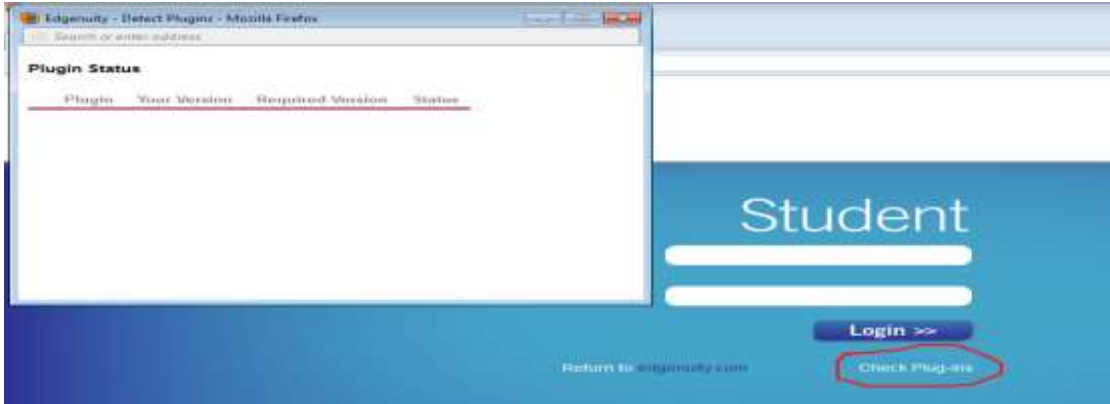 Edgenuity - Detect Plugins - Mozilla Firefox
Search or enter address
Plugin Status
Plugin Your Version Required Version Status
Student
Login >>
Return to edgenuity.com
Check Plug-ins